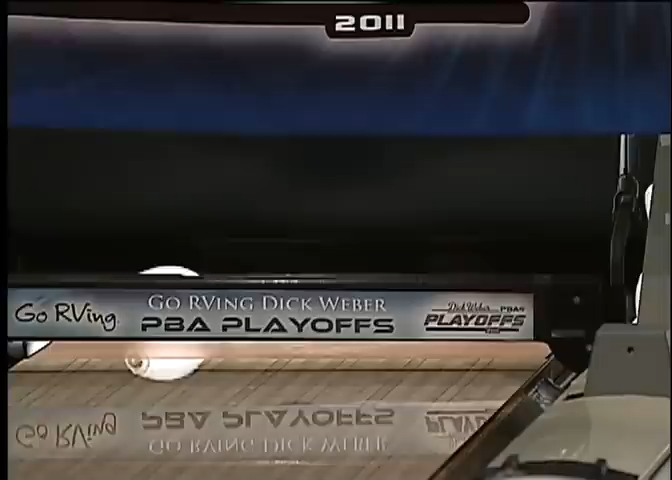 2011
Go RVing
GO RVING DICK WEBER
PBA PLAYOFFS
Dick Weber PBA
PLAYOFFS